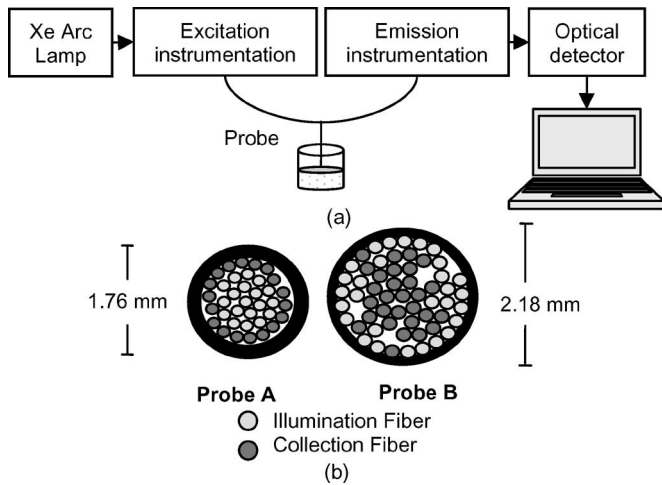 Xe Arc
Lamp
Excitation
instrumentation
Emission
instrumentation
Optical
detector
Probe
(a)
1.76 mm
2.18 mm
Probe A
Probe B
Illumination Fiber
Collection Fiber
(b)